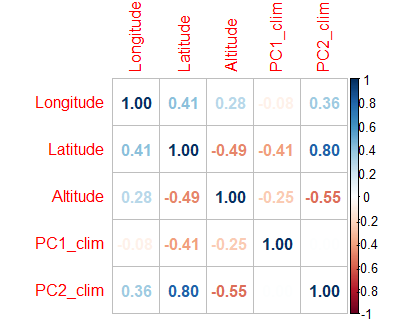 Longitude Latitude Altitude PC1_clim PC2_clim
Longitude 1.00 0.41 0.28 -0.08 0.36
Latitude 0.41 1.00 -0.49 -0.41 0.80
Altitude 0.28 -0.49 1.00 -0.25 -0.55
PC1_clim -0.08 -0.41 -0.25 1.00
PC2_clim 0.36 0.80 -0.55 1.00
1
0.8
0.6
0.4
0.2
0
-0.2
-0.4
-0.6
-0.8
-1